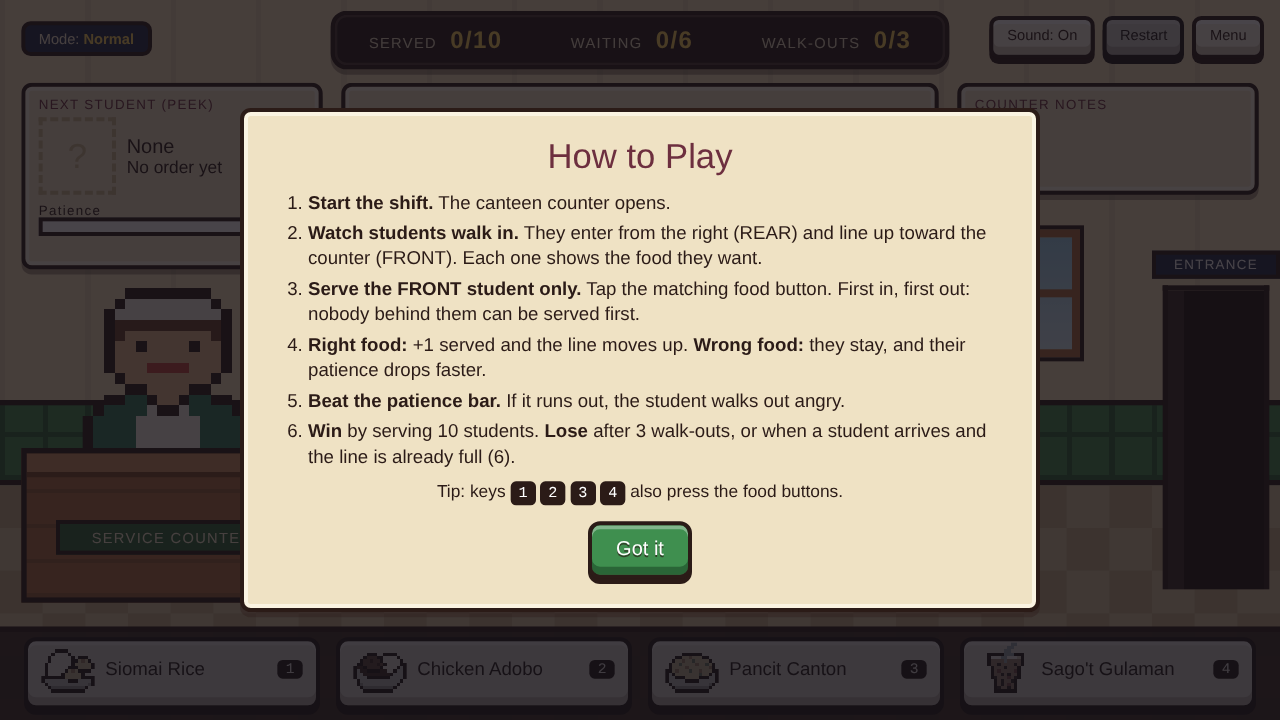 Mode: Normal
SERVED 0/10 WAITING 0/6 WALK-OUTS 0/3
Sound: On
Restart
Menu
NEXT STUDENT (PEEK)
?
None
No order yet
Patience
COUNTER NOTES
ENTRANCE
How to Play
1. Start the shift. The canteen counter opens.
2. Watch students walk in. They enter from the right (REAR) and line up toward the
counter (FRONT). Each one shows the food they want.
3. Serve the FRONT student only. Tap the matching food button. First in, first out:
nobody behind them can be served first.
4. Right food: +1 served and the line moves up. Wrong food: they stay, and their
patience drops faster.
5. Beat the patience bar. If it runs out, the student walks out angry.
6. Win by serving 10 students. Lose after 3 walk-outs, or when a student arrives and
the line is already full (6).
Tip: keys 1 2 3 4 also press the food buttons.
Got it
SERVICE COUNTE
Siomai Rice 1
Chicken Adobo 2
Pancit Canton 3
Sago't Gulaman 4